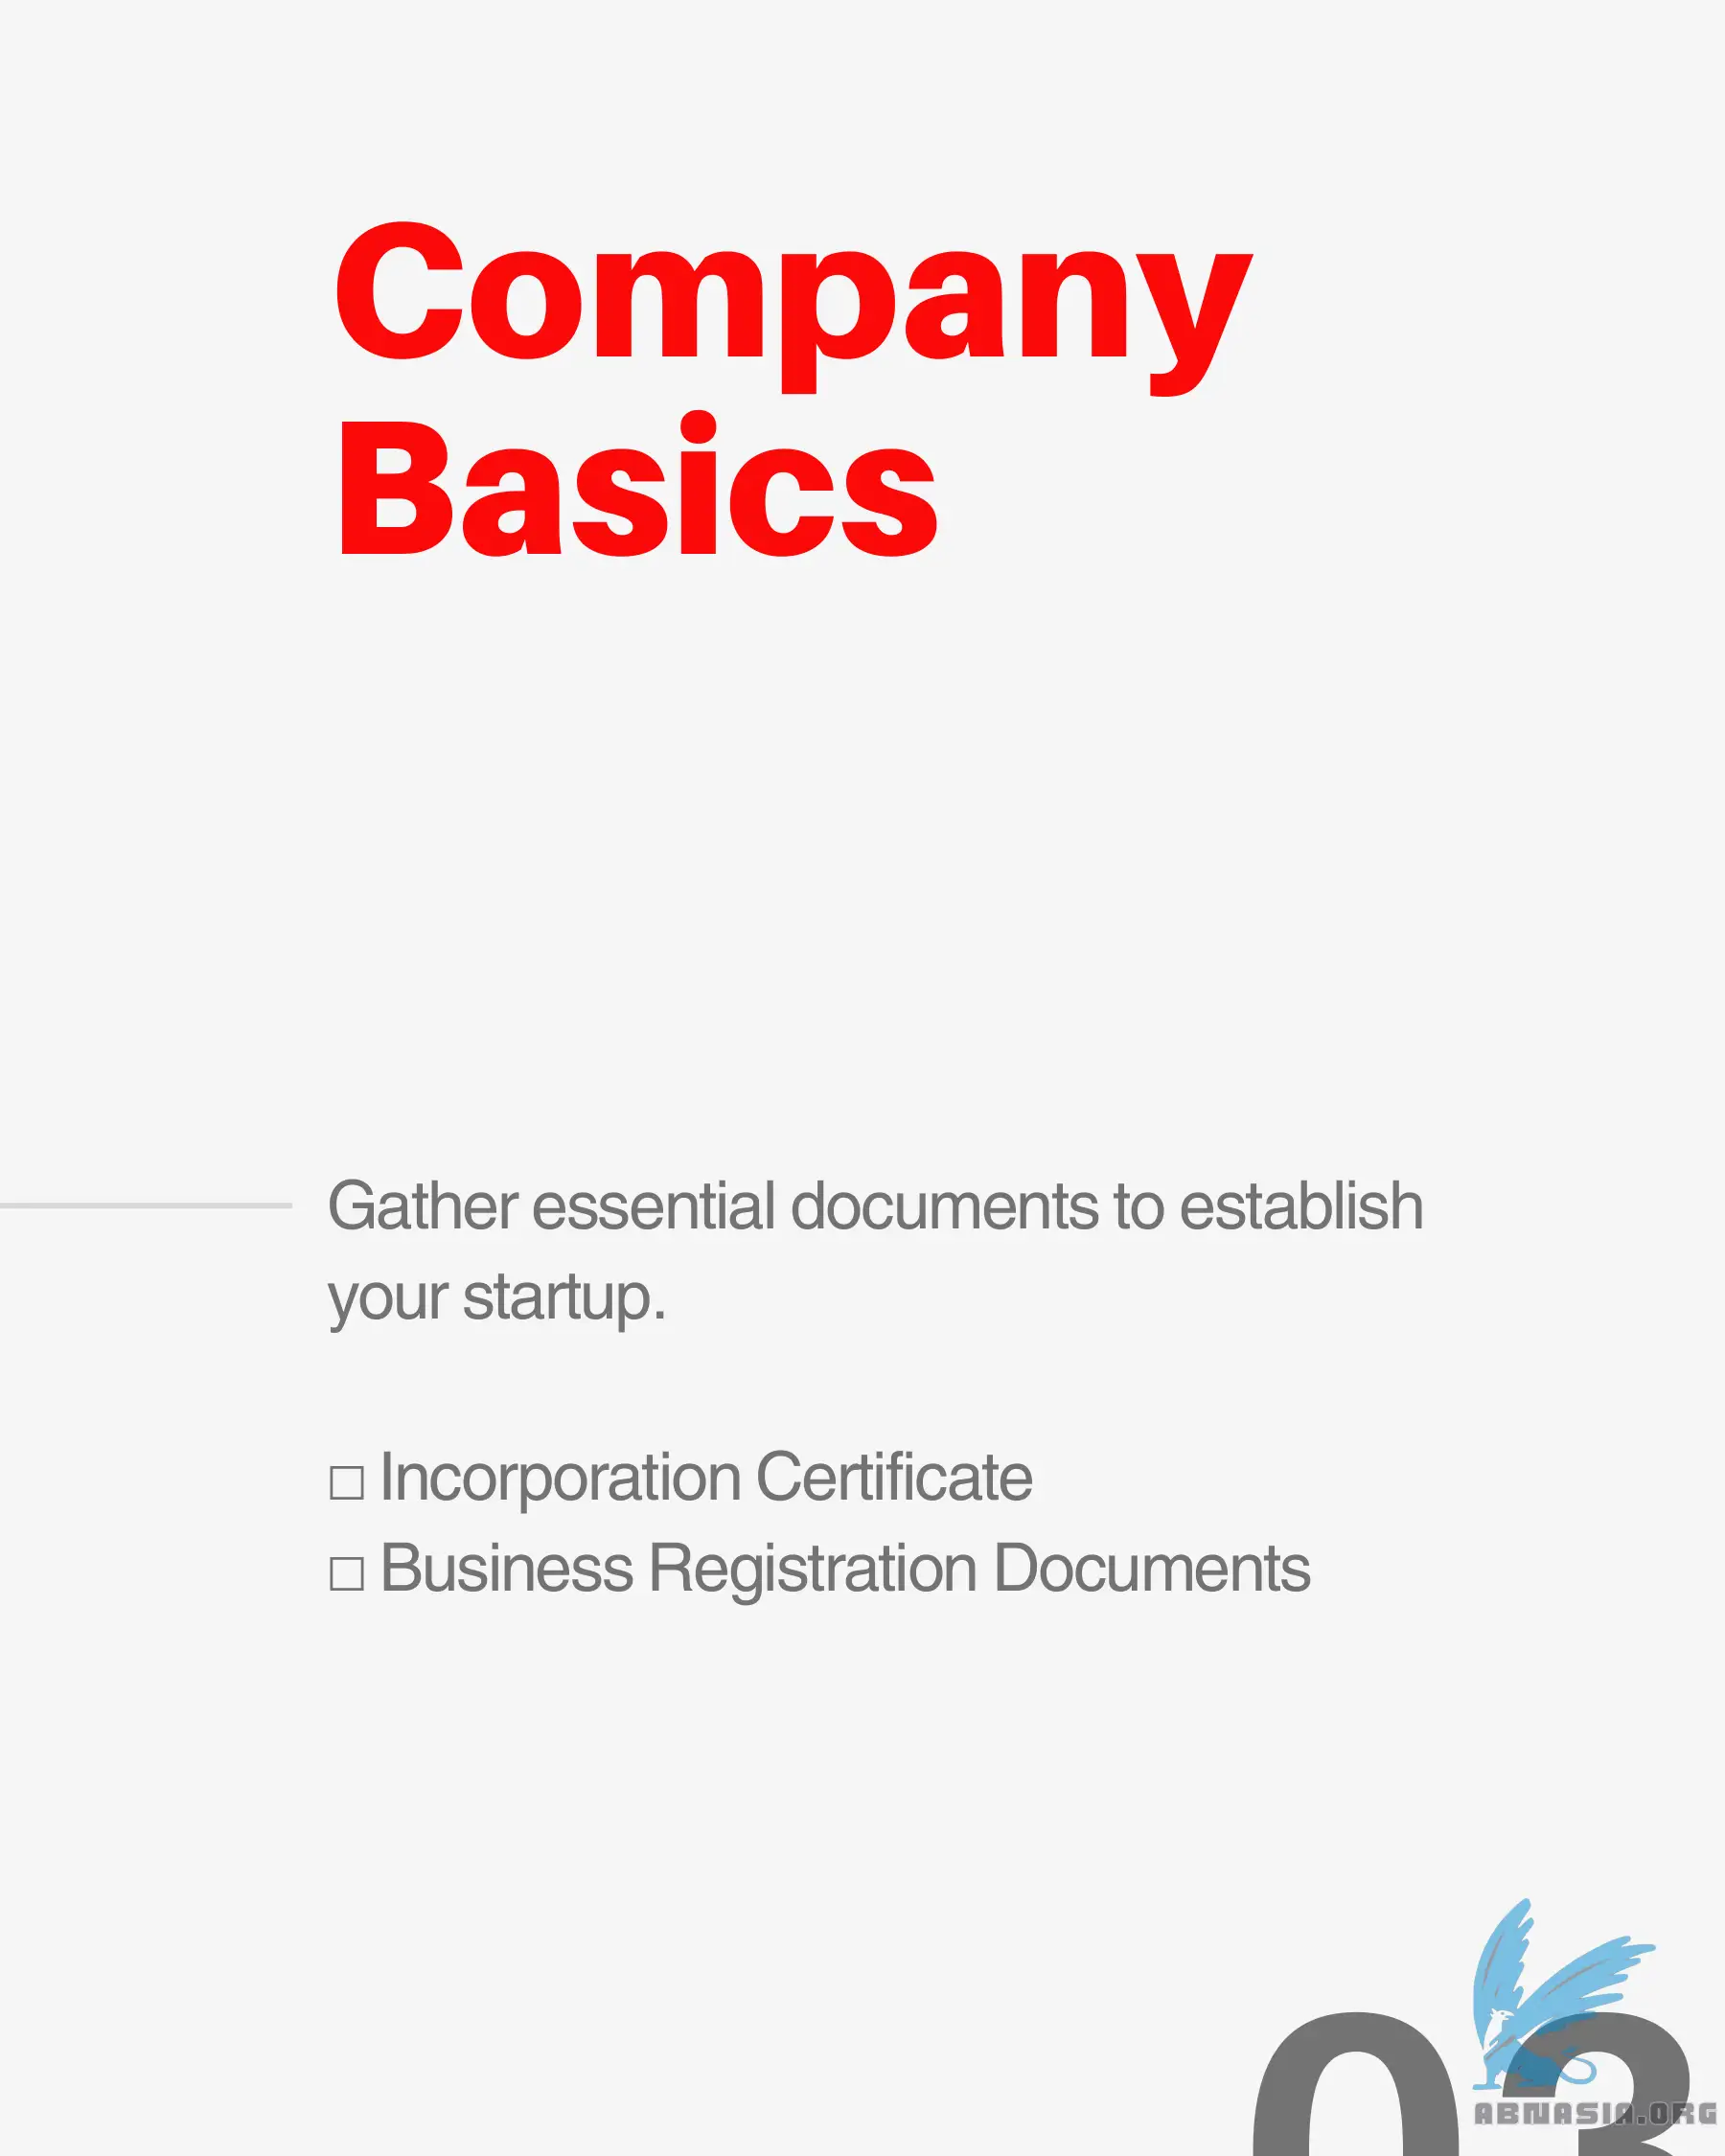 Company
Basics
Gather essential documents to establish
your startup.
□ Incorporation Certificate
□ Business Registration Documents
03
ABNASIA.ORG